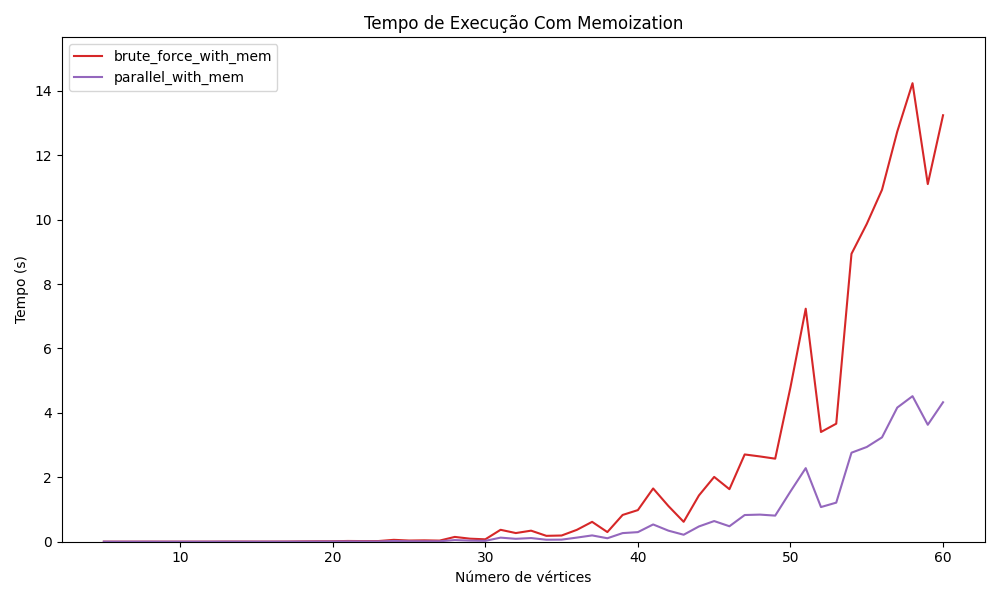 Tempo de Execução Com Memoization
brute_force_with_mem
parallel_with_mem
14
12
10
8
6
4
2
0
Tempo (s)
10 20 30 40 50 60
Número de vértices